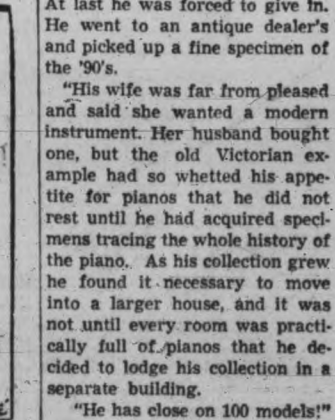 At last he was forced to give in.
He went to an antique dealer's
and picked up a fine specimen of
the '90's.
"His wife was far from pleased
and said she wanted a modern
instrument. Her husband bought
one, but the old Victorian ex-
ample had so whetted his appe-
tite for pianos that he did not
rest until he had acquired speci-
mens tracing the whole history of
the piano. As his collection grew
he found it necessary to move
into a larger house, and it was
not until every room was practi-
cally full of pianos that he de-
cided to lodge his collection in a
separate building.
"He has close on 100 models!"